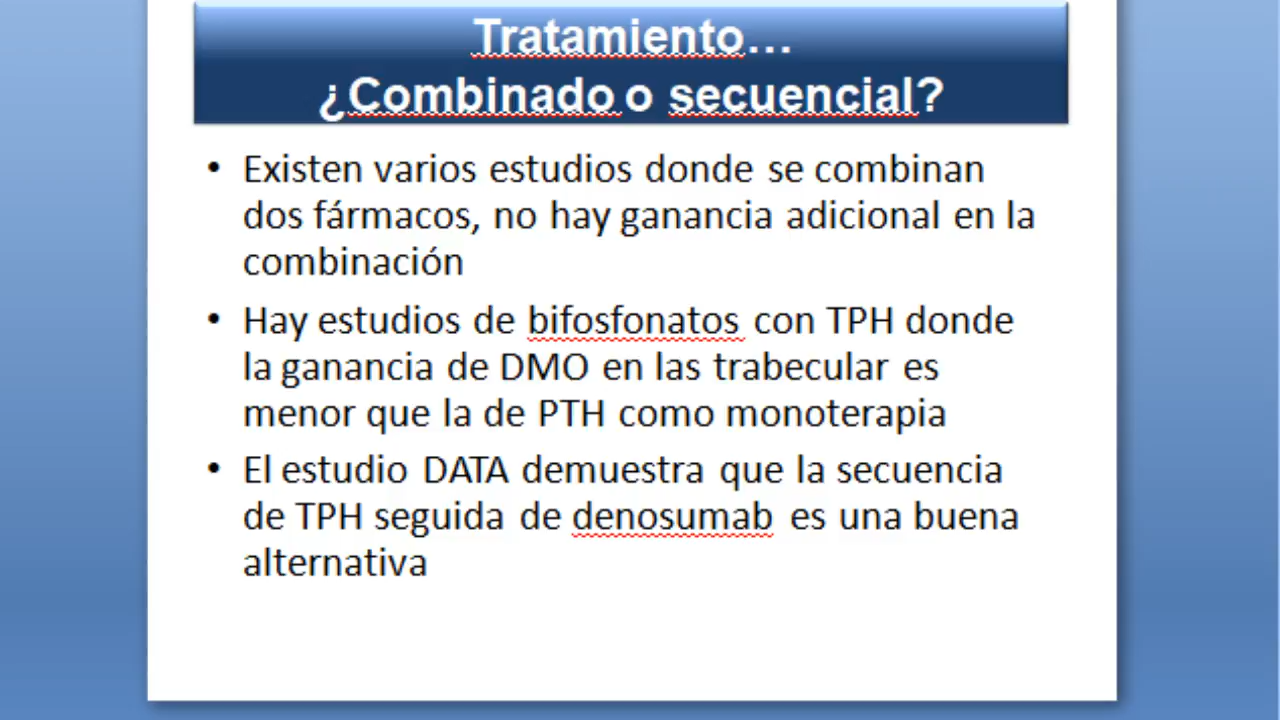 Tratamiento...
¿Combinado o secuencial?
• Existen varios estudios donde se combinan
dos fármacos, no hay ganancia adicional en la
combinación
• Hay estudios de bifosfonatos con TPH donde
la ganancia de DMO en las trabecular es
menor que la de PTH como monoterapia
• El estudio DATA demuestra que la secuencia
de TPH seguida de denosumab es una buena
alternativa